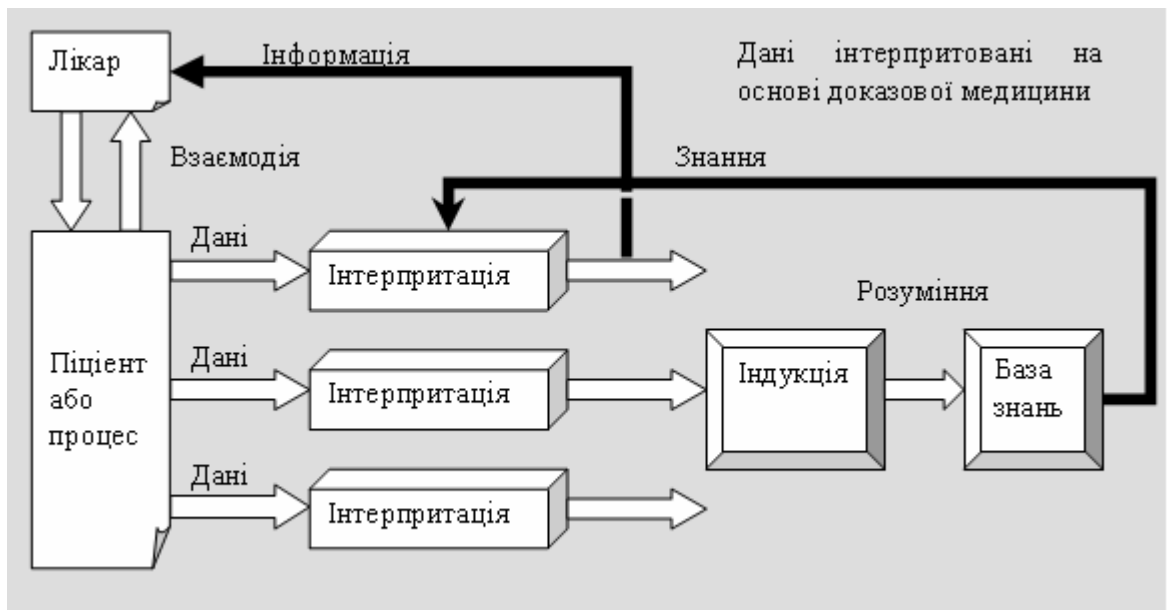 Лікар
Інформація
Дані інтерпритовані на
основі доказової медицини
Взаємодія
Знання
Дані
Інтерпритація
Розуміння
Піціент
або
процес
Дані
Інтерпритація
Індукція
База
знань
Дані
Інтерпритація